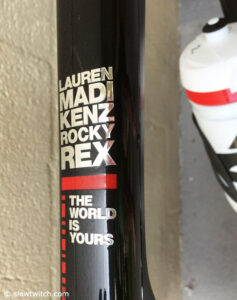 LAUREN
MADI
KENZ
ROCKY
REX
THE
WORLD
IS
YOURS
slowtwitch.com